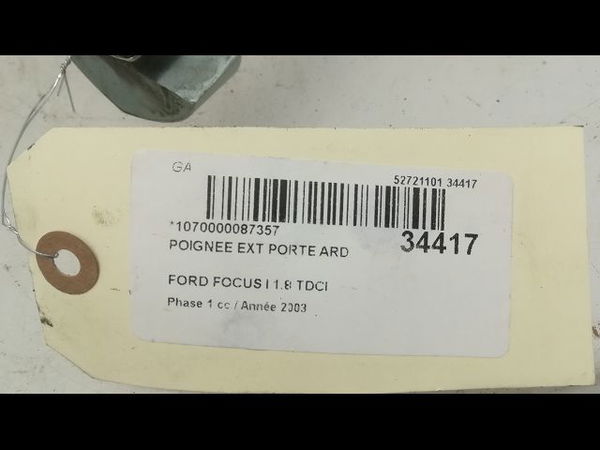 GA
52721101 34417
*1070000087357
34417
POIGNEE EXT PORTE ARD
FORD FOCUS I 1.8 TDCI
Phase 1 cc / Année 2003